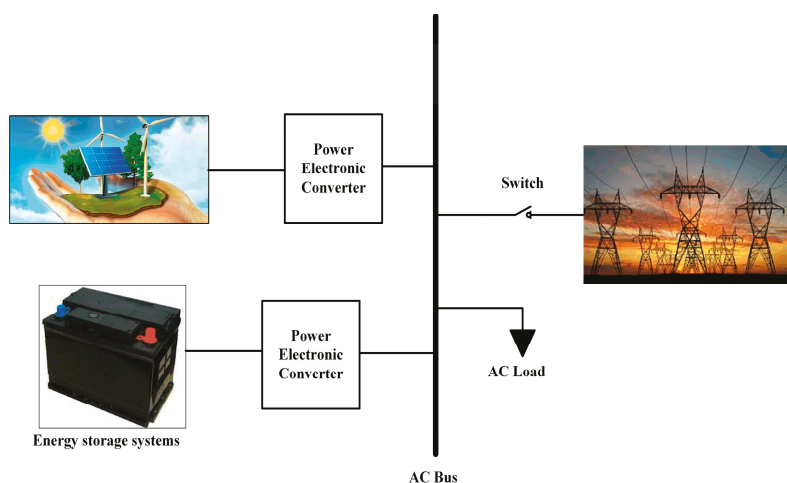 Power
Electronic
Converter
Switch
Power
Electronic
Converter
AC Load
Energy storage systems
AC Bus